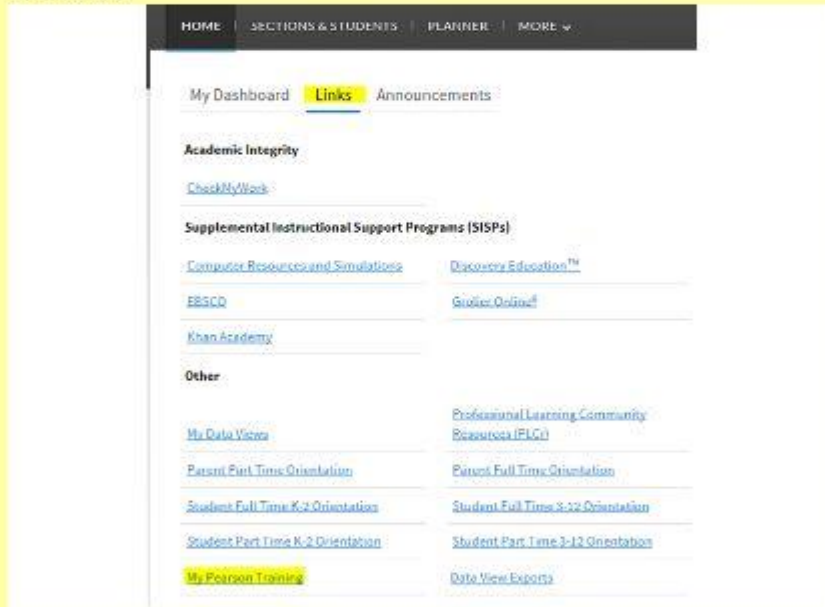 HOME | SECTIONS & STUDENTS | PLANNER | MORE
My Dashboard Links Announcements
Academic Integrity
CheckMyWork
Supplemental Instructional Support Programs (SISPs)
Computer Resources and Simulations Discovery Education™
EBSCO Grolier Online®
Khan Academy
Other
Professional Learning Community
My Data Views Resources (PLCr)
Parent Part Time Orientation Parent Full Time Orientation
Student Full Time K-2 Orientation Student Full Time 3-12 Orientation
Student Part Time K-2 Orientation Student Part Time 3-12 Orientation
My Pearson Training Data View Exports